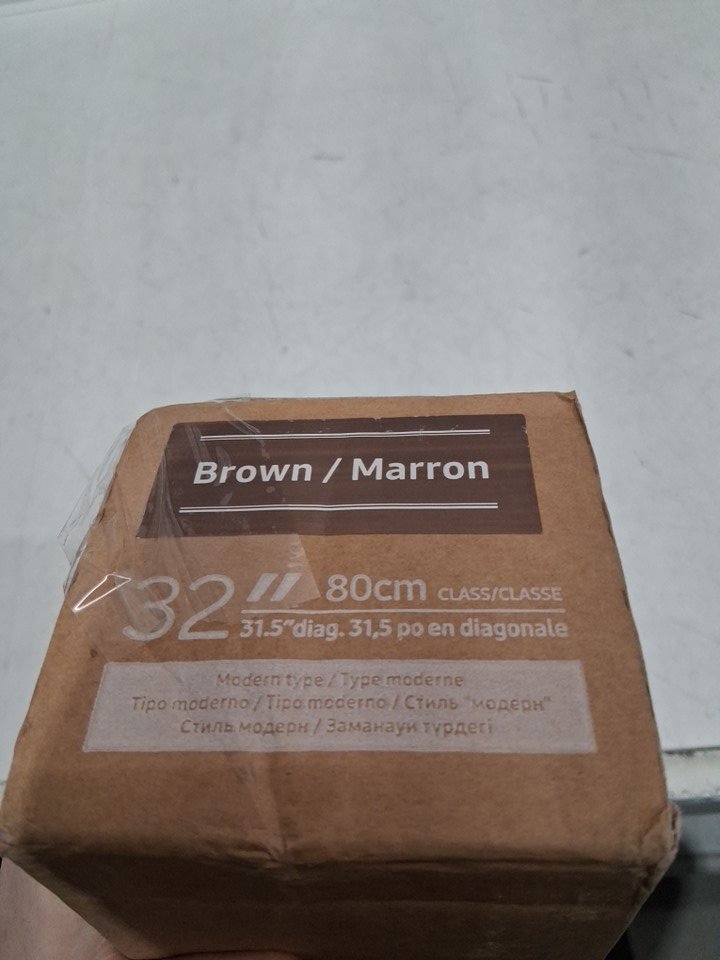 Brown / Marron
32″ 80cm CLASS/CLASSE
31.5″diag. 31,5 po en diagonale
Modern type / Type moderne
Tipo moderno / Tipo moderno / Стиль "модерн"
Стиль модерн / Заманауи түрдегі